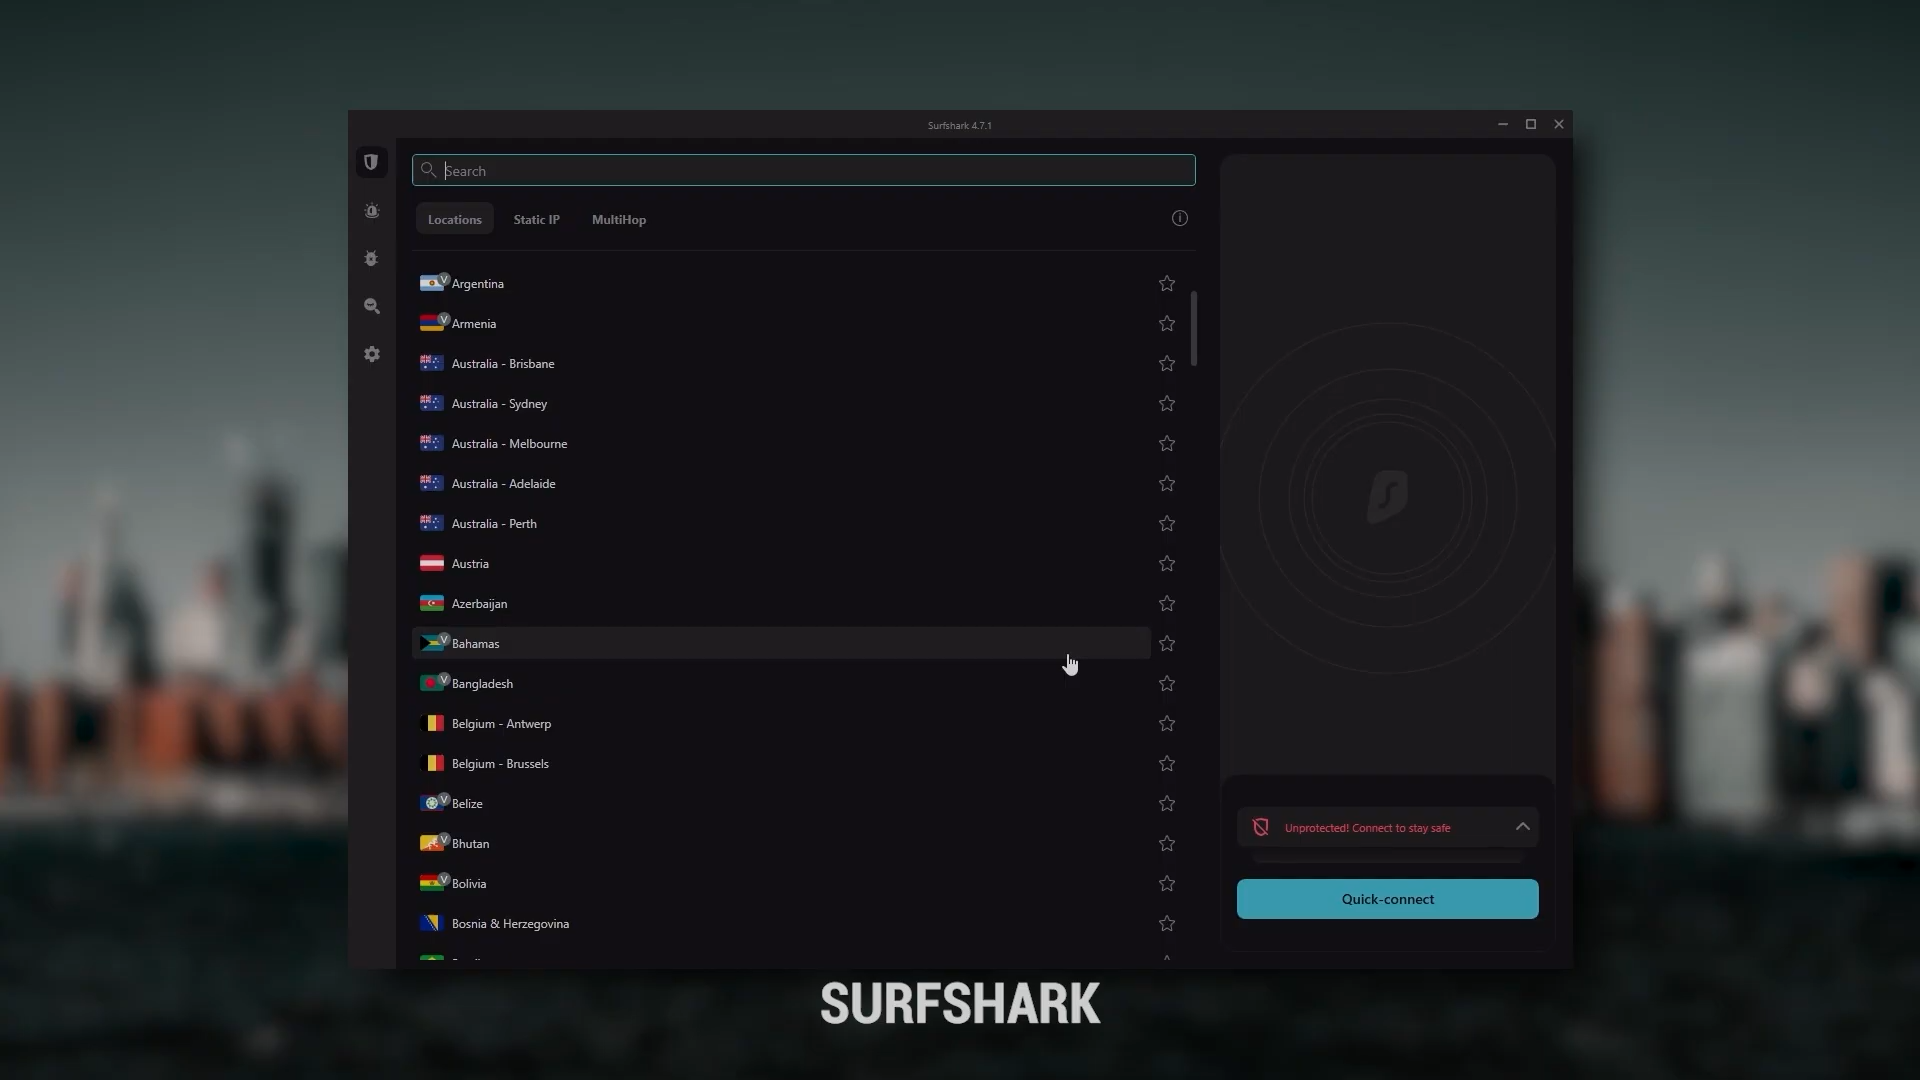 Surfshark 4.7.1
Search
Locations
Static IP
MultiHop
V
Argentina
V
Armenia
Australia - Brisbane
Australia - Sydney
Australia - Melbourne
Australia - Adelaide
Australia - Perth
Austria
Azerbaijan
V
Bahamas
V
Bangladesh
Belgium - Antwerp
Belgium - Brussels
V
Belize
V
Bhutan
V
Bolivia
Bosnia & Herzegovina
Unprotected! Connect to stay safe
Quick-connect
SURFSHARK